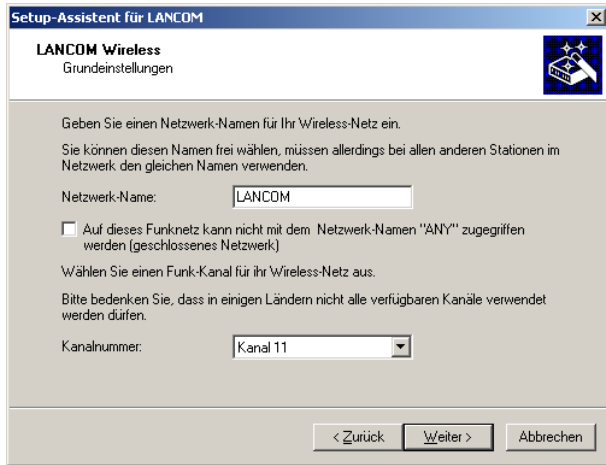 Setup-Assistent für LANCOM
LANCOM Wireless
Grundeinstellungen
Geben Sie einen Netzwerk-Namen für Ihr Wireless-Netz ein.
Sie können diesen Namen frei wählen, müssen allerdings bei allen anderen Stationen im
Netzwerk den gleichen Namen verwenden.
Netzwerk-Name: LANCOM
Auf dieses Funknetz kann nicht mit dem Netzwerk-Namen "ANY" zugegriffen
werden (geschlossenes Netzwerk)
Wählen Sie einen Funk-Kanal für ihr Wireless-Netz aus.
Bitte bedenken Sie, dass in einigen Ländern nicht alle verfügbaren Kanäle verwendet
werden dürfen.
Kanalnummer: Kanal 11
< Zurück Weiter > Abbrechen